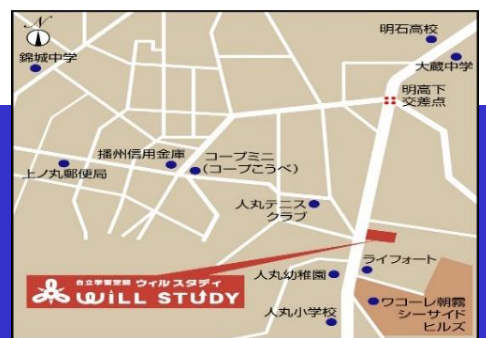 N
明石高校
錦城中学
大蔵中学
明高下
交差点
播州信用金庫
コープミニ
(コープこうべ)
上ノ丸郵便局
人丸テニス
クラブ
ライフォート
自立学習空間 ウィルスタディ
WiLL STUDY
人丸幼稚園
ワコーレ朝霧
シーサイド
ヒルズ
人丸小学校